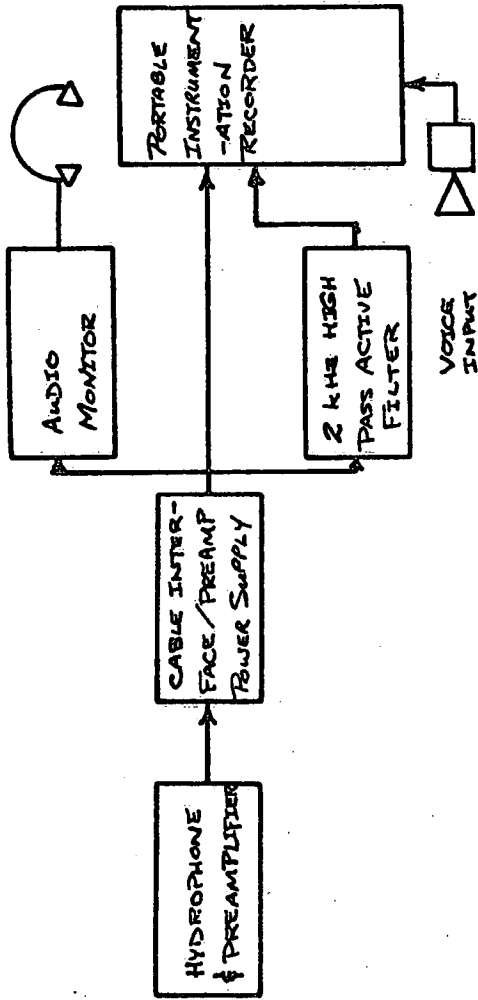 HYDROPHONE
& PREAMPLIFIER
CABLE INTER-
FACE/PREAMP
POWER SUPPLY
AUDIO
MONITOR
2 kHz HIGH
PASS ACTIVE
FILTER
PORTABLE
INSTRUMENT
-ATION
RECORDER
VOICE
INPUT